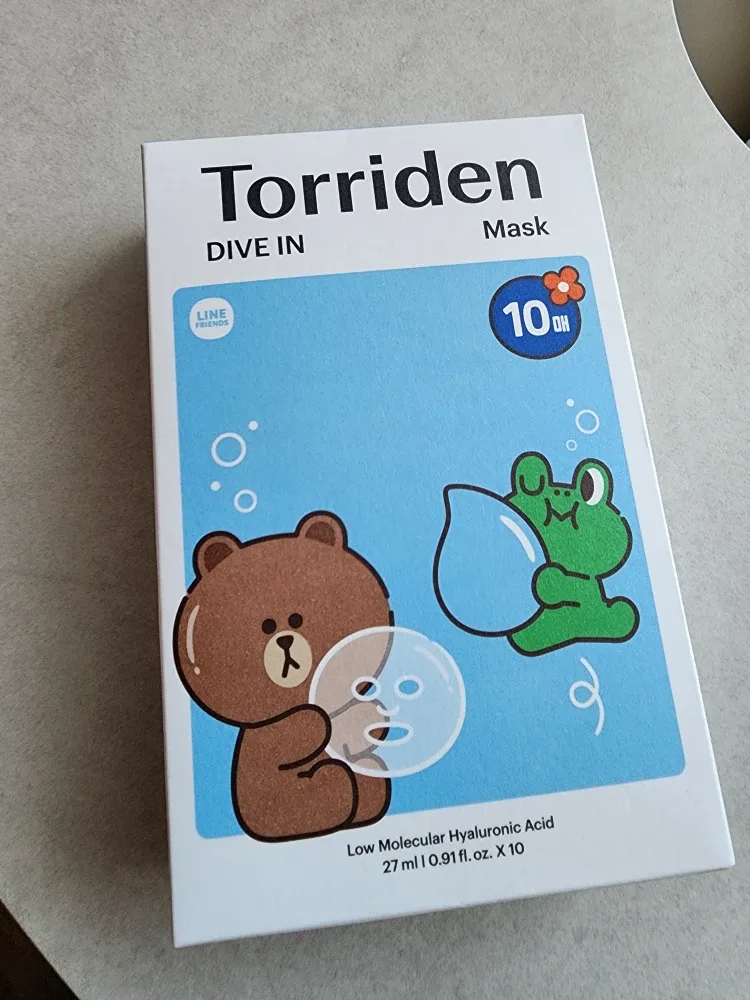 Torriden
DIVE IN Mask
LINE
FRIENDS
10매
Low Molecular Hyaluronic Acid
27 ml | 0.91 fl. oz. X 10